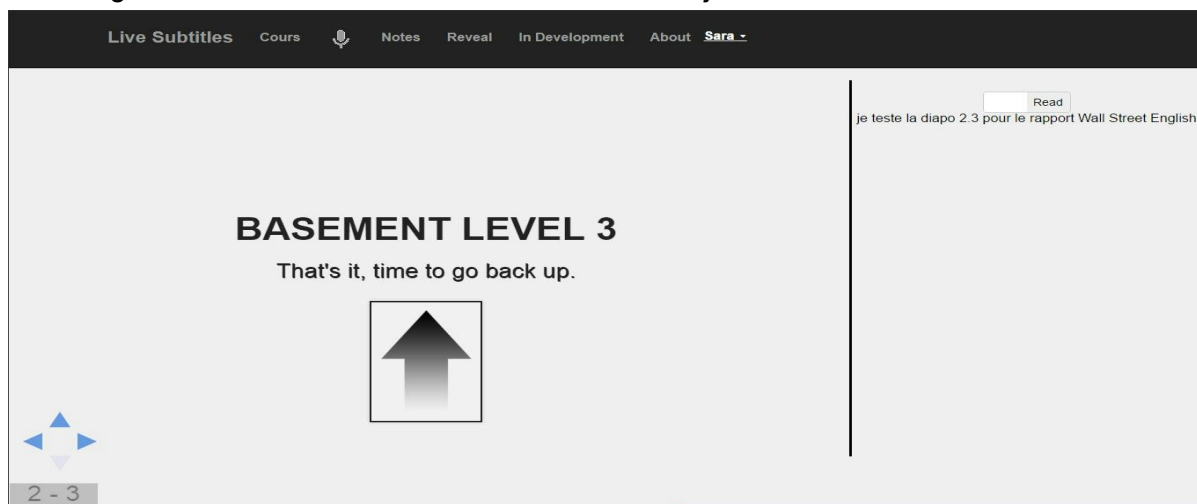 Live Subtitles Cours Notes Reveal In Development About Sara
Read
je teste la diapo 2.3 pour le rapport Wall Street English
BASEMENT LEVEL 3
That's it, time to go back up.
2 - 3